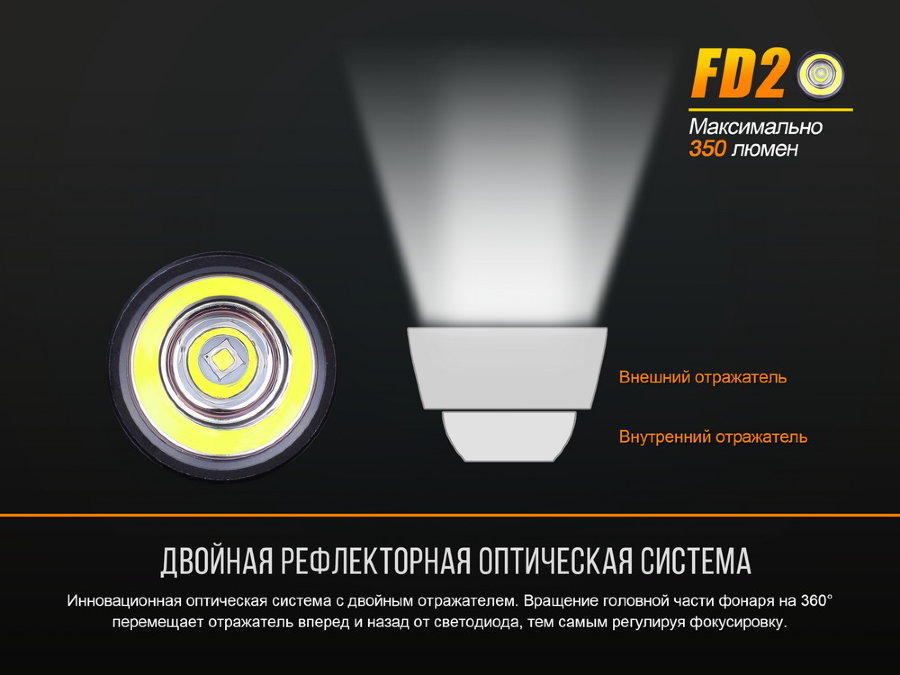 FD2
Максимально
350 люмен
Внешний отражатель
Внутренний отражатель
ДВОЙНАЯ РЕФЛЕКТОРНАЯ ОПТИЧЕСКАЯ СИСТЕМА
Инновационная оптическая система с двойным отражателем. Вращение головной части фонаря на 360°
перемещает отражатель вперед и назад от светодиода, тем самым регулируя фокусировку.